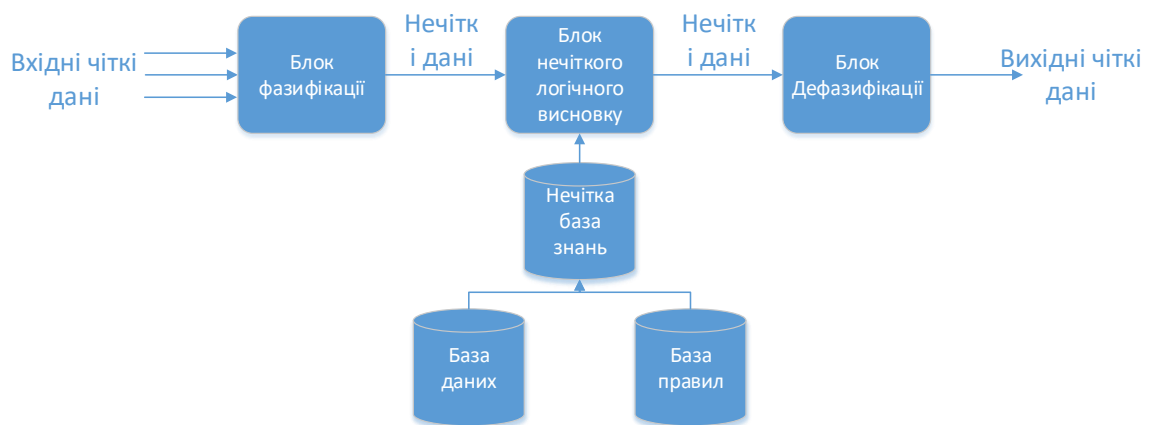 Вхідні чіткі
дані
Блок
фазифікації
Нечітк
і дані
Блок
нечіткого
логічного
висновку
Нечітк
і дані
Блок
Дефазифікації
Вихідні чіткі
дані
Нечітка
база
знань
База
даних
База
правил